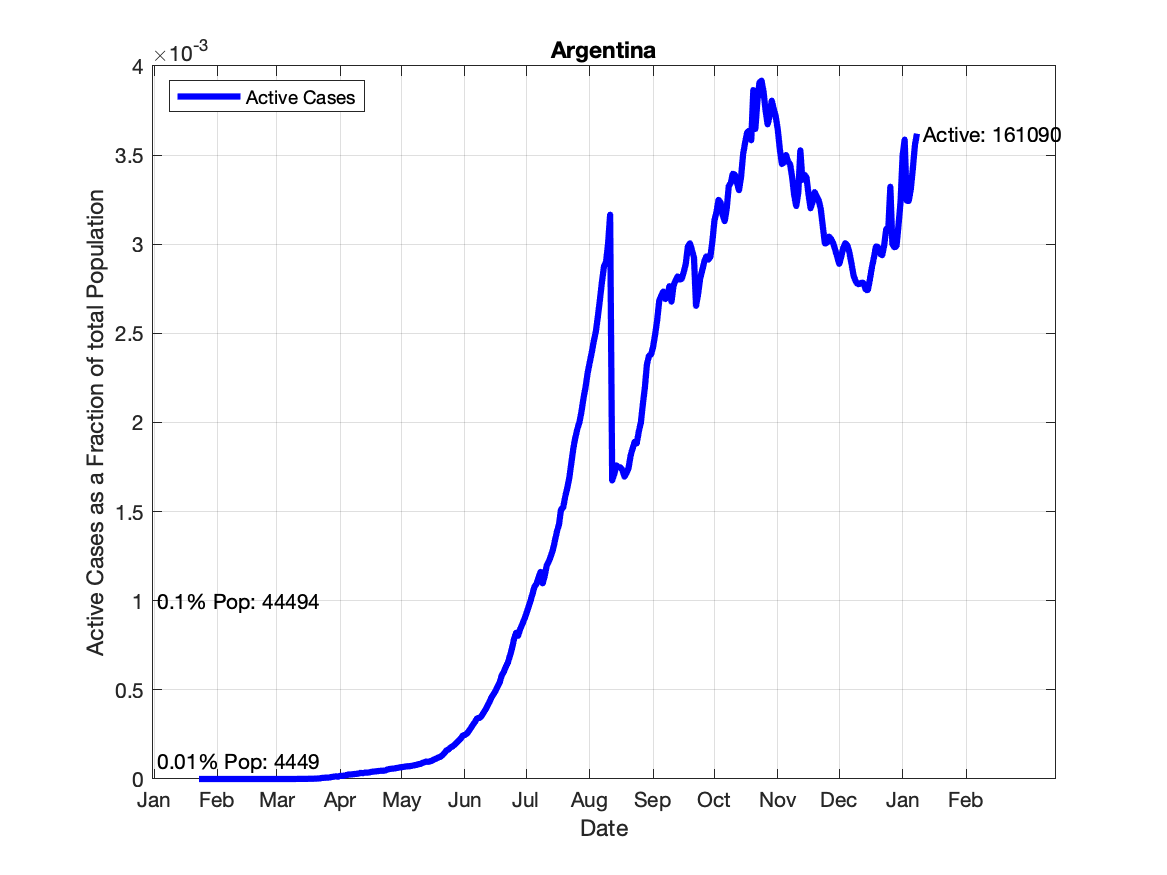 Argentina
×10-3
4
Active Cases
Active: 161090
3.5
3
2.5
2
1.5
1
0.1% Pop: 44494
0.5
0.01% Pop: 4449
0
Active Cases as a Fraction of total Population
Jan Feb Mar Apr May Jun Jul Aug Sep Oct Nov Dec Jan Feb
Date